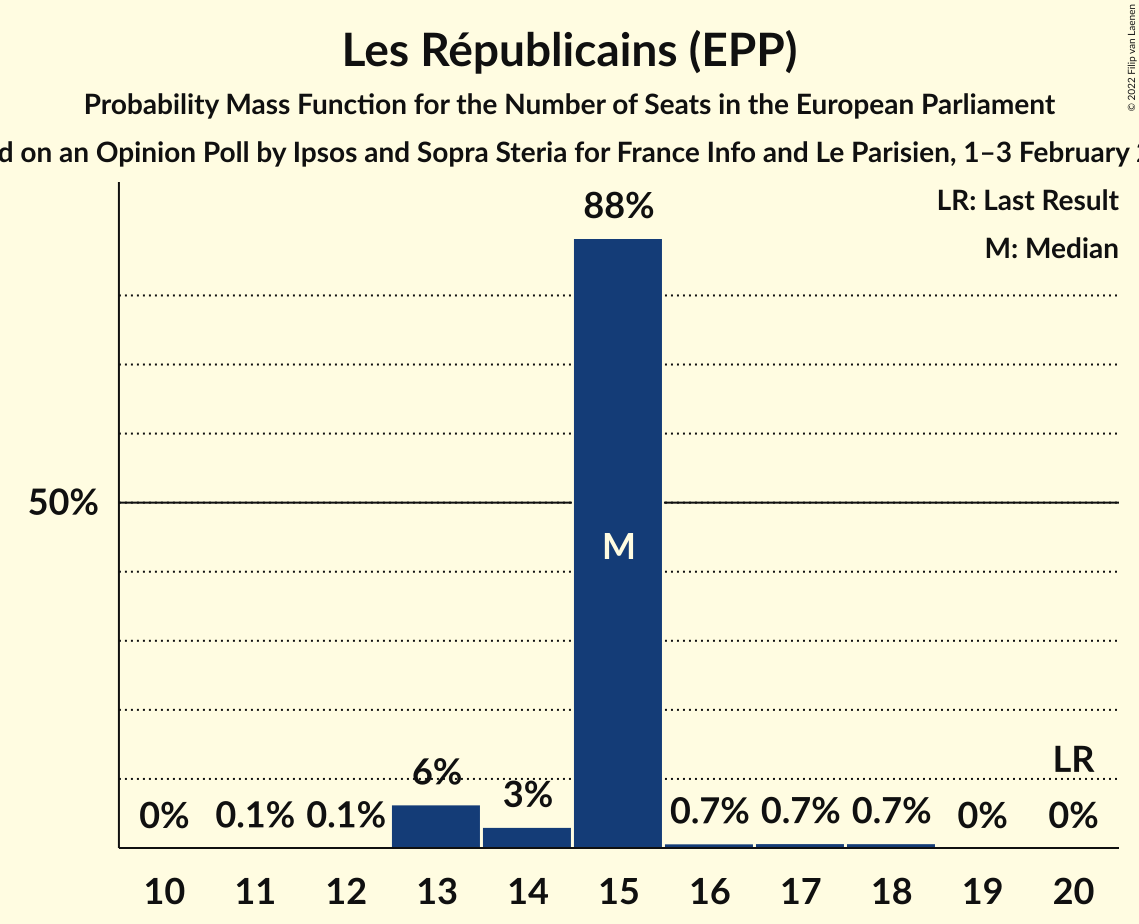 Les Républicains (EPP)
Probability Mass Function for the Number of Seats in the European Parliament
on an Opinion Poll by Ipsos and Sopra Steria for France Info and Le Parisien, 1–3 February
© 2022 Filip van Laenen
LR: Last Result
M: Median
88%
50%
M
LR
6%
3%
0% 0.1% 0.1% 0.7% 0.7% 0.7% 0% 0%
10 11 12 13 14 15 16 17 18 19 20